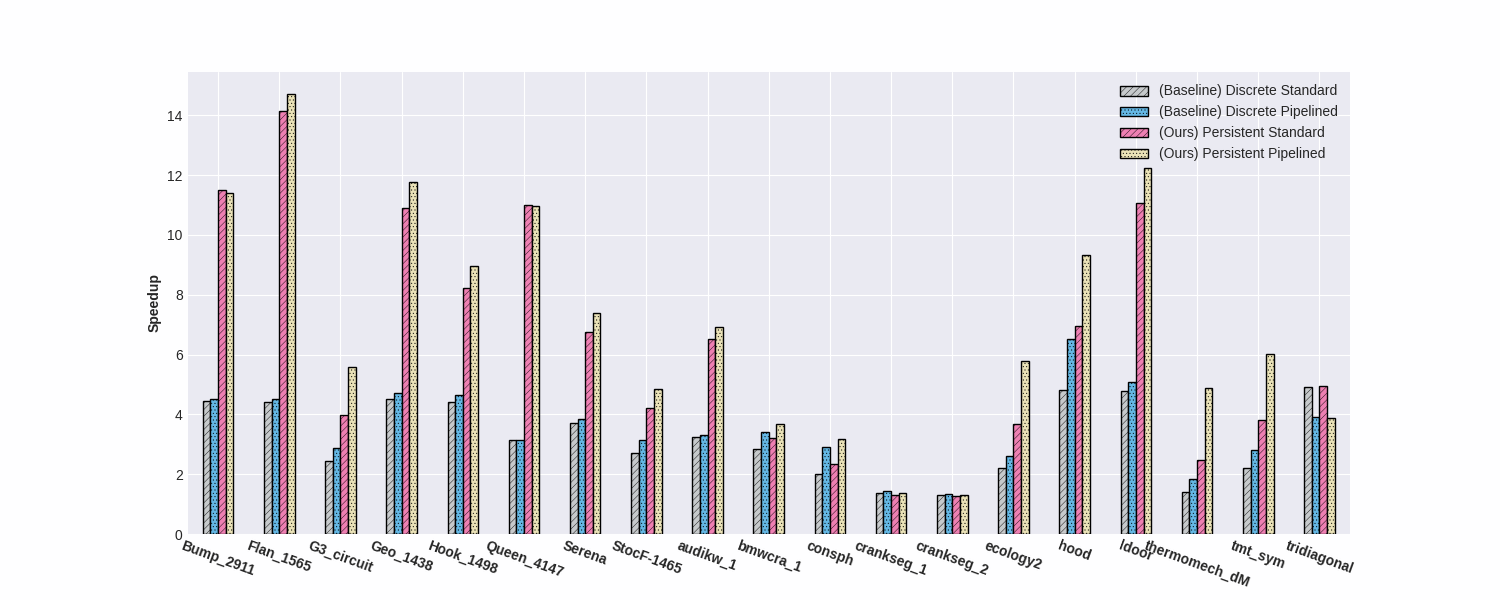 (Baseline) Discrete Standard
(Baseline) Discrete Pipelined
(Ours) Persistent Standard
(Ours) Persistent Pipelined
Speedup
14
12
10
8
6
4
2
0
Bump_2911
Flan_1565
G3_circuit
Geo_1438
Hook_1498
Queen_4147
Serena
StocF-1465
audikw_1
bmwcra_1
consph
crankseg_1
crankseg_2
ecology2
hood
ldoor
thermomech_dM
tmt_sym
tridiagonal